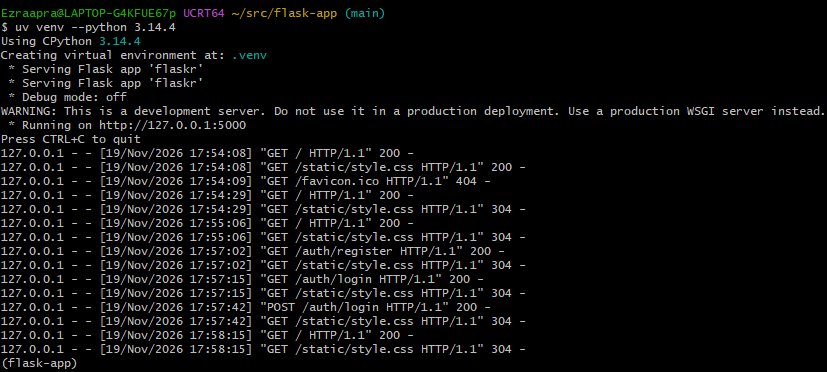 Ezraapra@LAPTOP-G4KFUE67p UCRT64 ~/src/flask-app (main)
$ uv venv --python 3.14.4
Using CPython 3.14.4
Creating virtual environment at: .venv
 * Serving Flask app 'flaskr'
 * Serving Flask app 'flaskr'
 * Debug mode: off
WARNING: This is a development server. Do not use it in a production deployment. Use a production WSGI server instead.
 * Running on http://127.0.0.1:5000
Press CTRL+C to quit
127.0.0.1 - - [19/Nov/2026 17:54:08] "GET / HTTP/1.1" 200 -
127.0.0.1 - - [19/Nov/2026 17:54:08] "GET /static/style.css HTTP/1.1" 200 -
127.0.0.1 - - [19/Nov/2026 17:54:09] "GET /favicon.ico HTTP/1.1" 404 -
127.0.0.1 - - [19/Nov/2026 17:54:29] "GET / HTTP/1.1" 200 -
127.0.0.1 - - [19/Nov/2026 17:54:29] "GET /static/style.css HTTP/1.1" 304 -
127.0.0.1 - - [19/Nov/2026 17:55:06] "GET / HTTP/1.1" 200 -
127.0.0.1 - - [19/Nov/2026 17:55:06] "GET /static/style.css HTTP/1.1" 304 -
127.0.0.1 - - [19/Nov/2026 17:57:02] "GET /auth/register HTTP/1.1" 200 -
127.0.0.1 - - [19/Nov/2026 17:57:02] "GET /static/style.css HTTP/1.1" 304 -
127.0.0.1 - - [19/Nov/2026 17:57:15] "GET /auth/login HTTP/1.1" 200 -
127.0.0.1 - - [19/Nov/2026 17:57:15] "GET /static/style.css HTTP/1.1" 304 -
127.0.0.1 - - [19/Nov/2026 17:57:42] "POST /auth/login HTTP/1.1" 200 -
127.0.0.1 - - [19/Nov/2026 17:57:42] "GET /static/style.css HTTP/1.1" 304 -
127.0.0.1 - - [19/Nov/2026 17:58:15] "GET / HTTP/1.1" 200 -
127.0.0.1 - - [19/Nov/2026 17:58:15] "GET /static/style.css HTTP/1.1" 304 -
(flask-app)